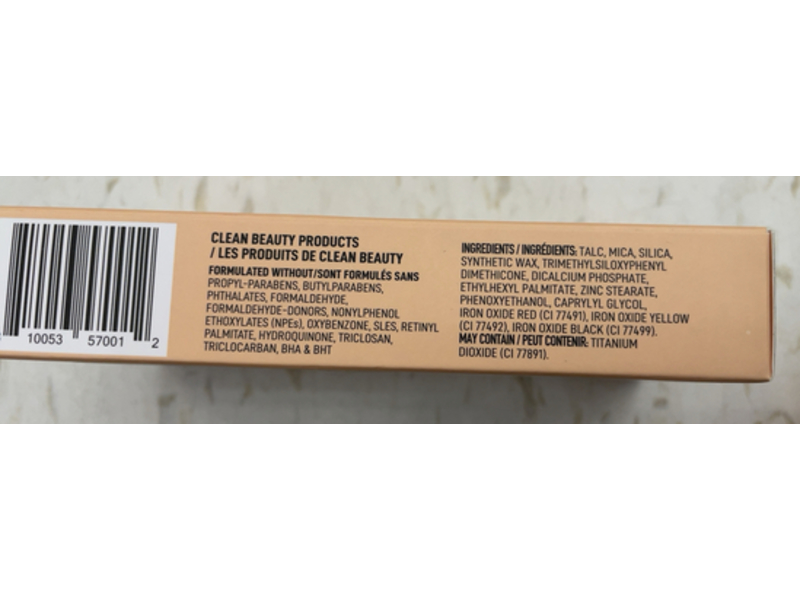 10053 57001 2
CLEAN BEAUTY PRODUCTS
/ LES PRODUITS DE CLEAN BEAUTY
FORMULATED WITHOUT/SONT FORMULÉS SANS
PROPYL-PARABENS, BUTYLPARABENS,
PHTHALATES, FORMALDEHYDE,
FORMALDEHYDE-DONORS, NONYLPHENOL
ETHOXYLATES (NPEs), OXYBENZONE, SLES, RETINYL
PALMITATE, HYDROQUINONE, TRICLOSAN,
TRICLOCARBAN, BHA & BHT
INGREDIENTS / INGRÉDIENTS: TALC, MICA, SILICA,
SYNTHETIC WAX, TRIMETHYLSILOXYPHENYL
DIMETHICONE, DICALCIUM PHOSPHATE,
ETHYLHEXYL PALMITATE, ZINC STEARATE,
PHENOXYETHANOL, CAPRYLYL GLYCOL,
IRON OXIDE RED (CI 77491), IRON OXIDE YELLOW
(CI 77492), IRON OXIDE BLACK (CI 77499).
MAY CONTAIN / PEUT CONTENIR: TITANIUM
DIOXIDE (CI 77891).